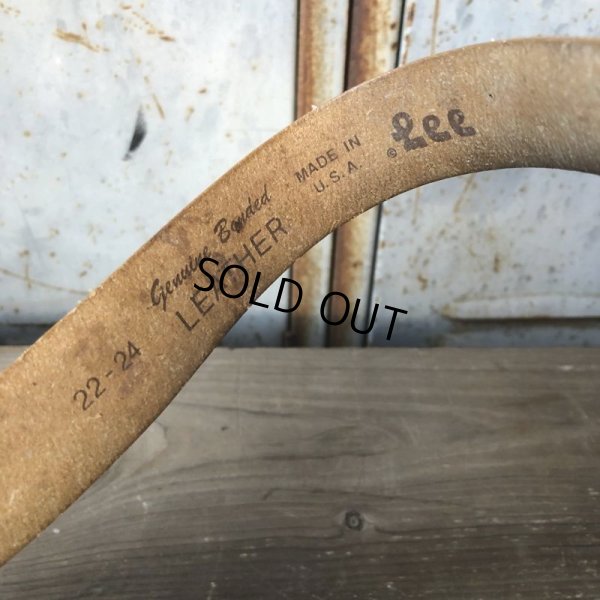 © Lee
MADE IN
U.S.A.
Genuine Bonded
LEATHER
22-24
SOLD OUT